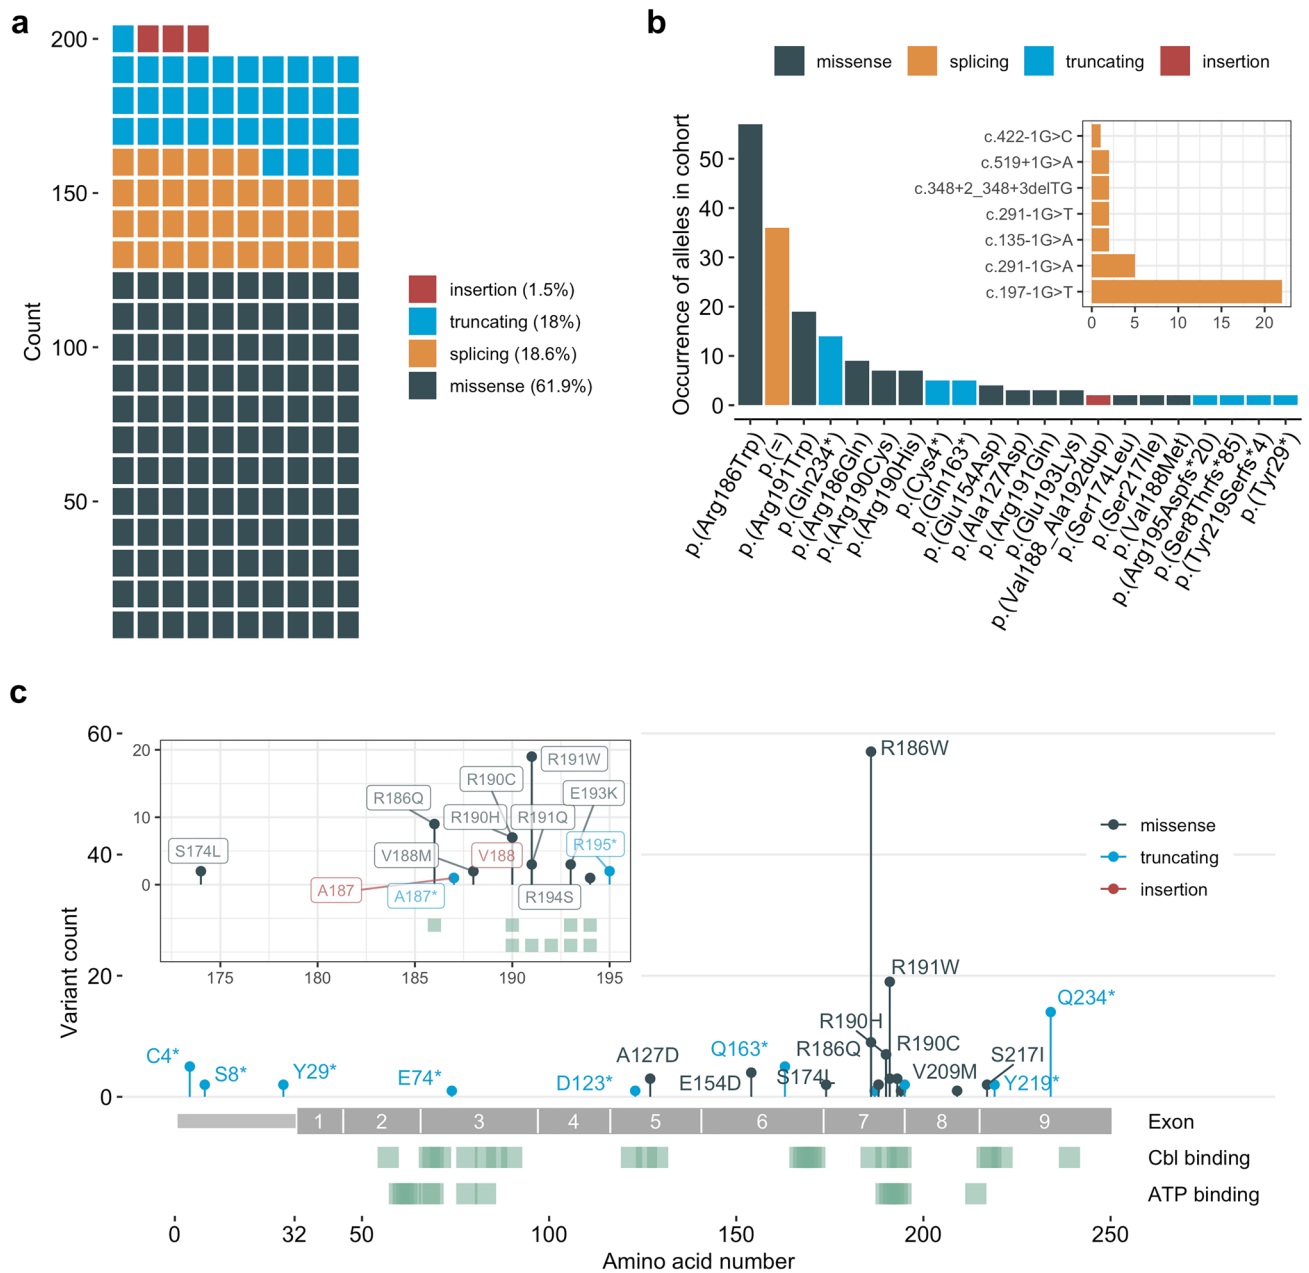 a
200
150
100
50
Count
insertion (1.5%)
truncating (18%)
splicing (18.6%)
missense (61.9%)
b
missense splicing truncating insertion
Occurrence of alleles in cohort
50
40
30
20
10
0
c.422-1G>C
c.519+1G>A
c.348+2_348+3delTG
c.291-1G>T
c.135-1G>A
c.291-1G>A
c.197-1G>T
0 5 10 15 20
p.(Arg186Trp)
p.(=)
p.(Arg191Trp)
p.(Gln234*)
p.(Arg186Gln)
p.(Arg190Cys)
p.(Arg190His)
p.(Cys4*)
p.(Gln163*)
p.(Glu154Asp)
p.(Ala127Asp)
p.(Arg191Gln)
p.(Glu193Lys)
p.(Val188_Ala192dup)
p.(Ser174Leu)
p.(Ser217Ile)
p.(Val188Met)
p.(Arg195Aspfs*20)
p.(Ser8Thrfs*85)
p.(Tyr219Serfs*4)
p.(Tyr29*)
c
Variant count
60
40
20
0
20
10
0
R191W
R190C
R186Q
E193K
R190H
R191Q
S174L
V188M
V188
R195*
A187
A187*
R194S
175 180 185 190 195
R186W
missense
truncating
insertion
R191W
Q234*
R190H
C4*
S8*
Y29*
E74*
D123*
A127D
E154D
Q163*
S174L
R186Q
R190C
V209M
S217I
Y219*
1 2 3 4 5 6 7 8 9 Exon
Cbl binding
ATP binding
0 32 50 100 150 200 250
Amino acid number